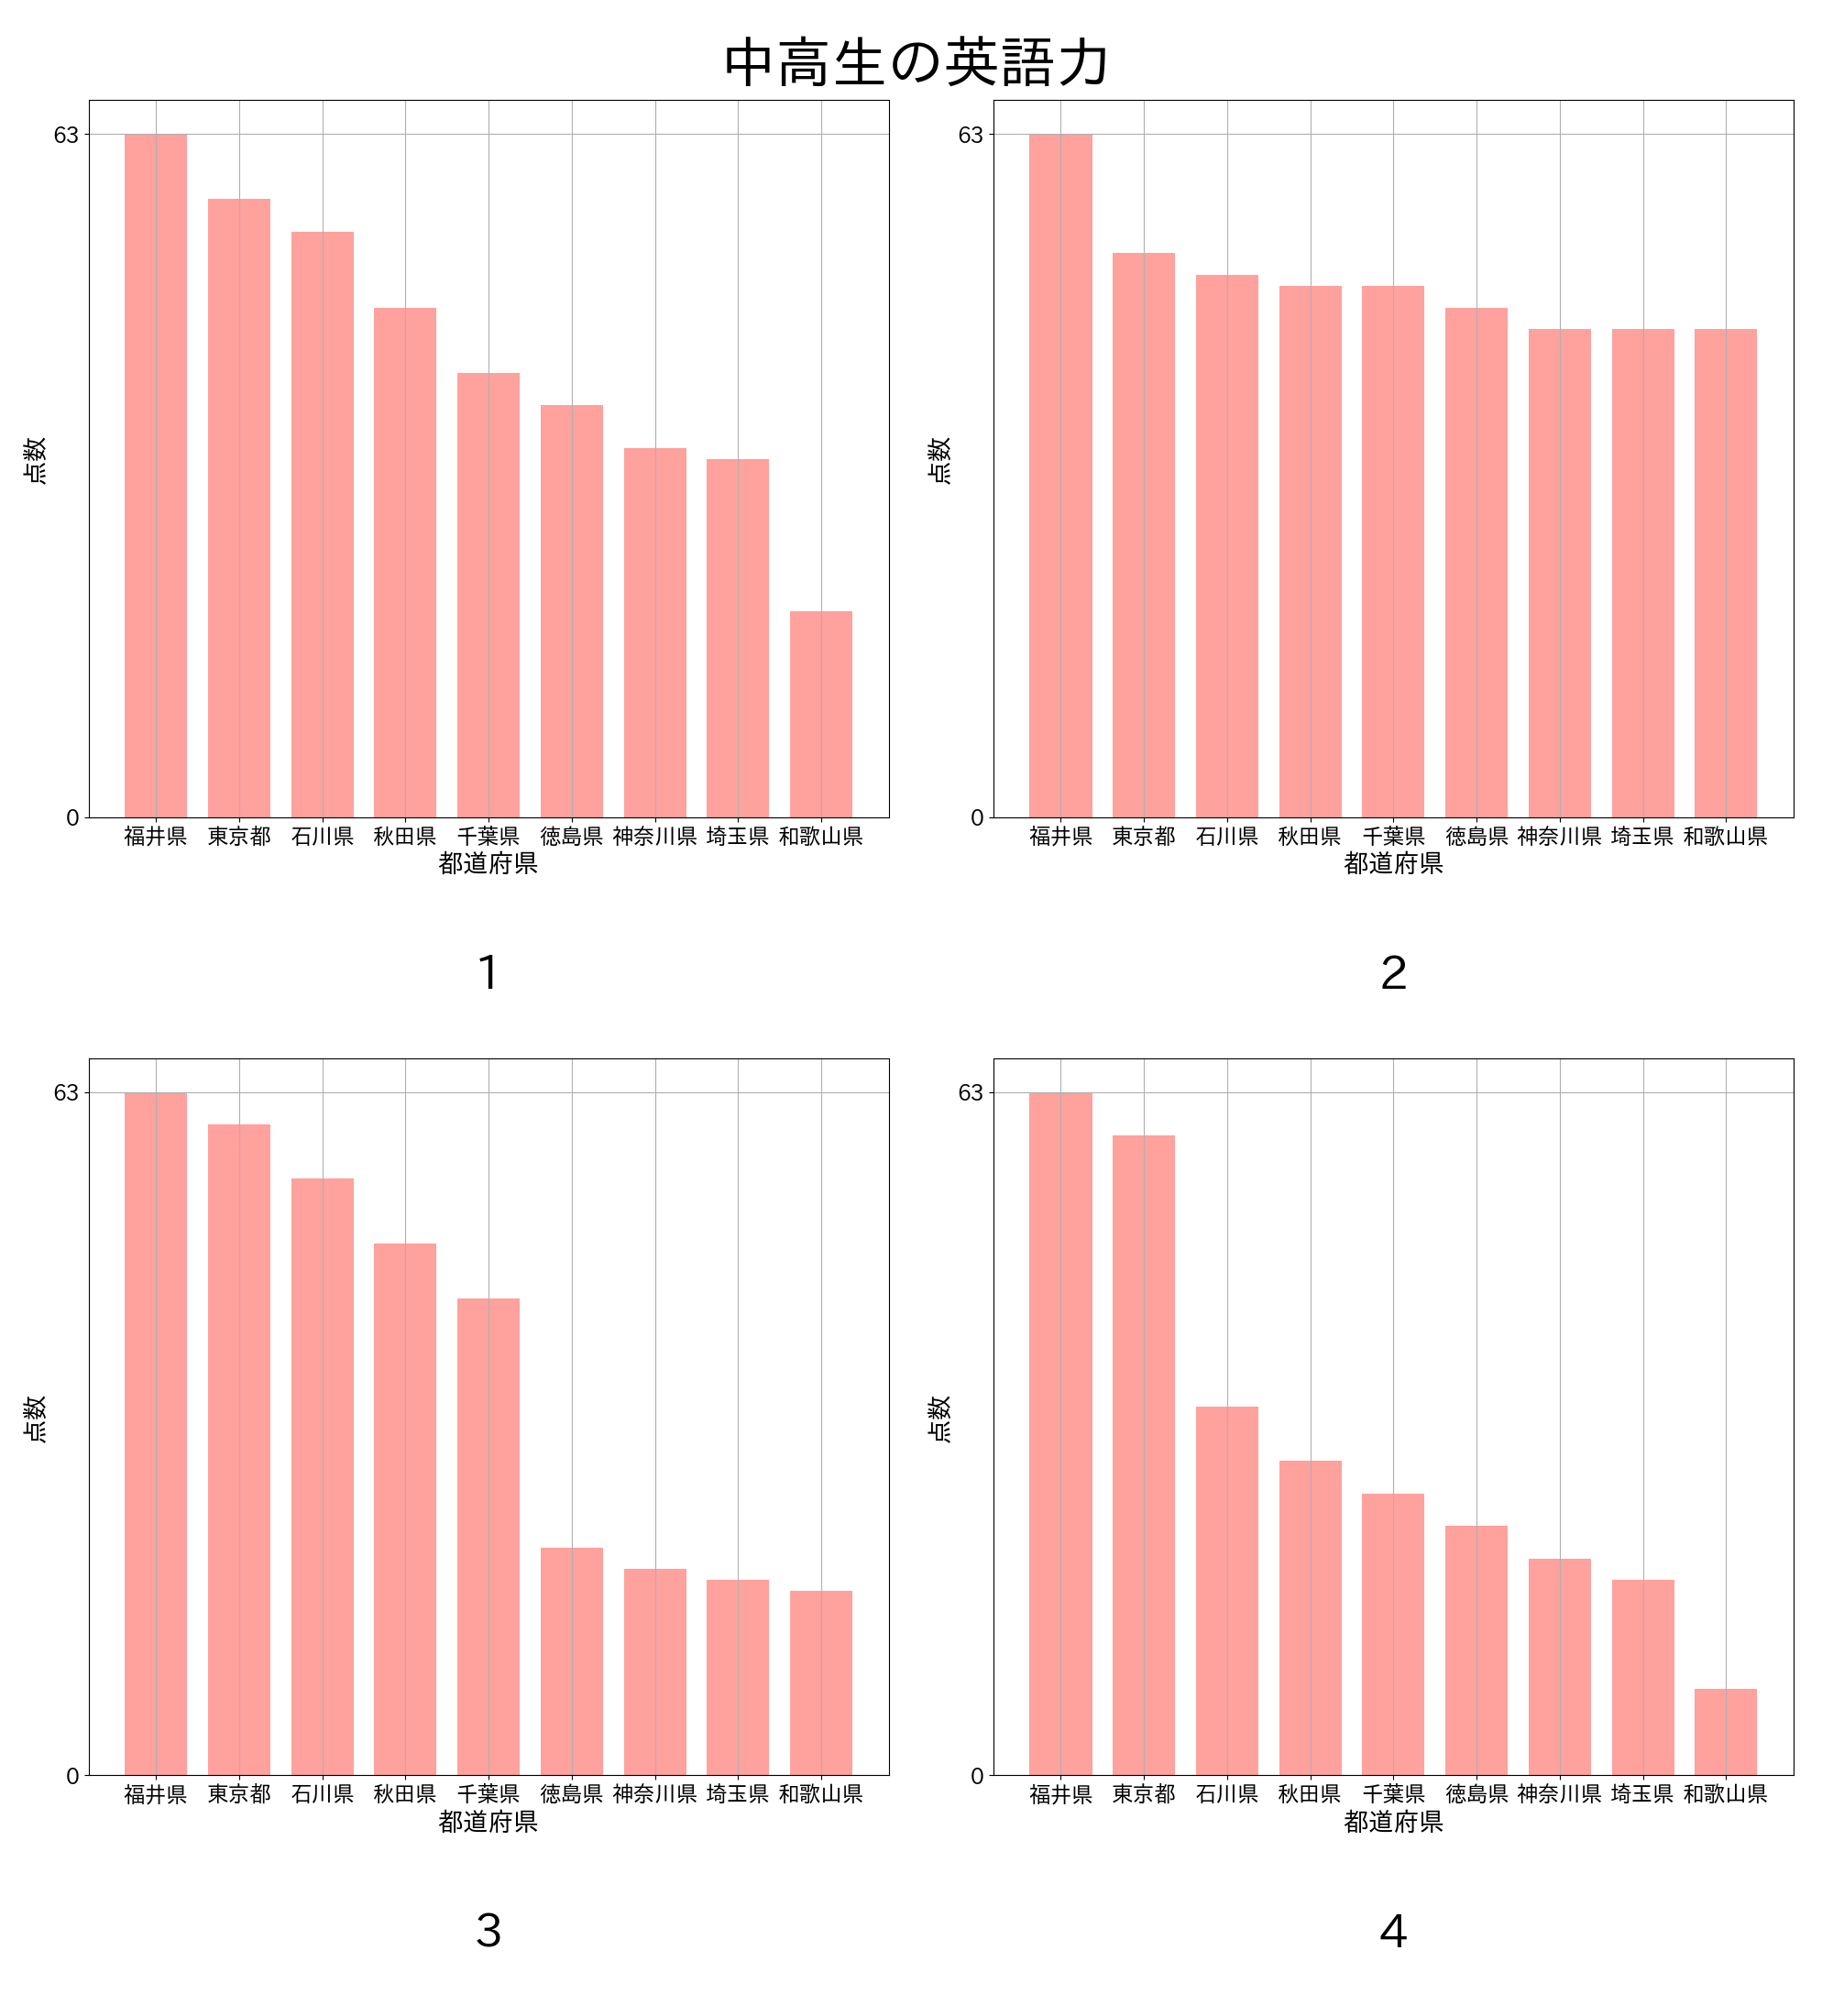 中高生の英語力
63
0
点数
福井県 東京都 石川県 秋田県 千葉県 徳島県 神奈川県 埼玉県 和歌山県
都道府県
1
63
0
点数
福井県 東京都 石川県 秋田県 千葉県 徳島県 神奈川県 埼玉県 和歌山県
都道府県
2
63
0
点数
福井県 東京都 石川県 秋田県 千葉県 徳島県 神奈川県 埼玉県 和歌山県
都道府県
3
63
0
点数
福井県 東京都 石川県 秋田県 千葉県 徳島県 神奈川県 埼玉県 和歌山県
都道府県
4